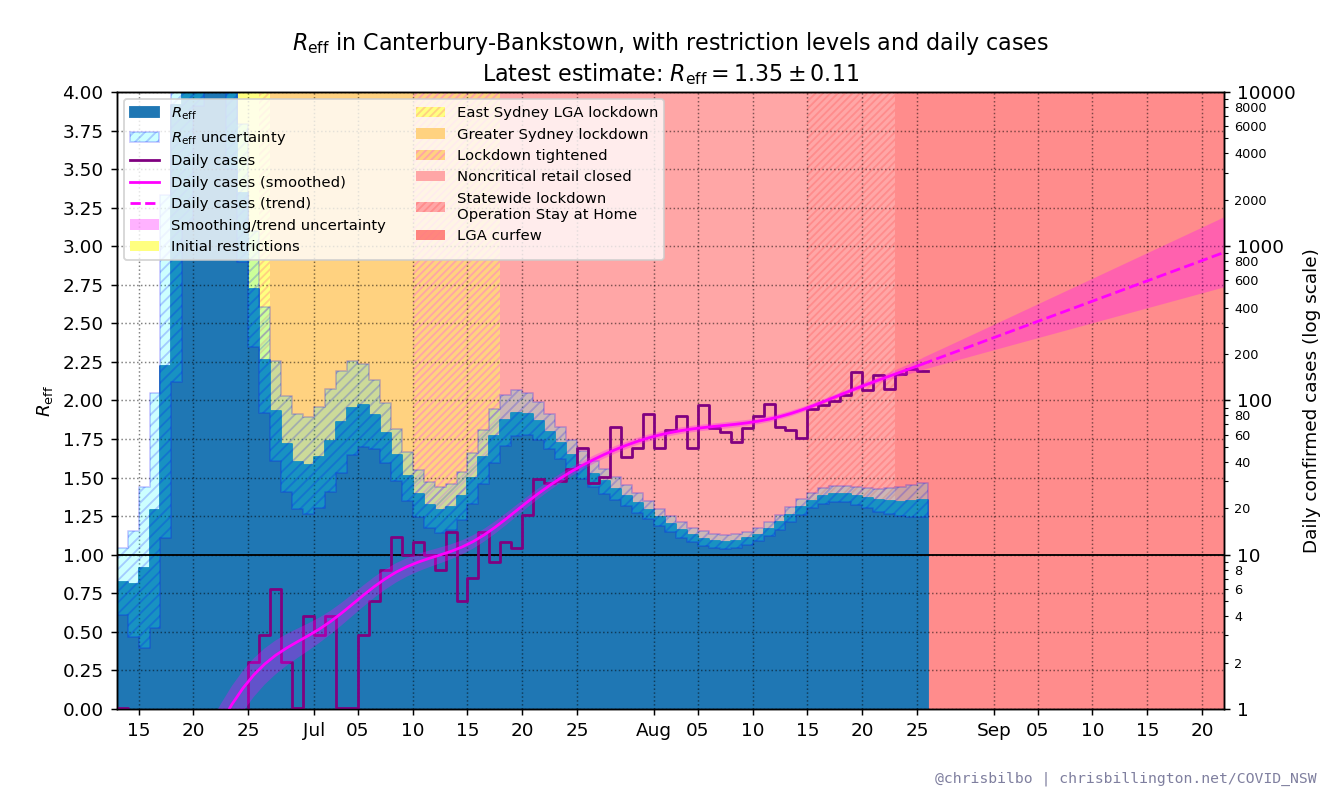 Reff in Canterbury-Bankstown, with restriction levels and daily cases
Latest estimate: Reff = 1.35 ± 0.11
Reff
Reff uncertainty
Daily cases
Daily cases (smoothed)
Daily cases (trend)
Smoothing/trend uncertainty
Initial restrictions
East Sydney LGA lockdown
Greater Sydney lockdown
Lockdown tightened
Noncritical retail closed
Statewide lockdown
Operation Stay at Home
LGA curfew
Reff
4.00
3.75
3.50
3.25
3.00
2.75
2.50
2.25
2.00
1.75
1.50
1.25
1.00
0.75
0.50
0.25
0.00
15 20 25 Jul 05 10 15 20 25 Aug 05 10 15 20 25 Sep 05 10 15 20
10000
8000
6000
4000
2000
1000
800
600
400
200
100
80
60
40
20
10
8
6
4
2
1
Daily confirmed cases (log scale)
@chrisbilbo | chrisbillington.net/COVID_NSW